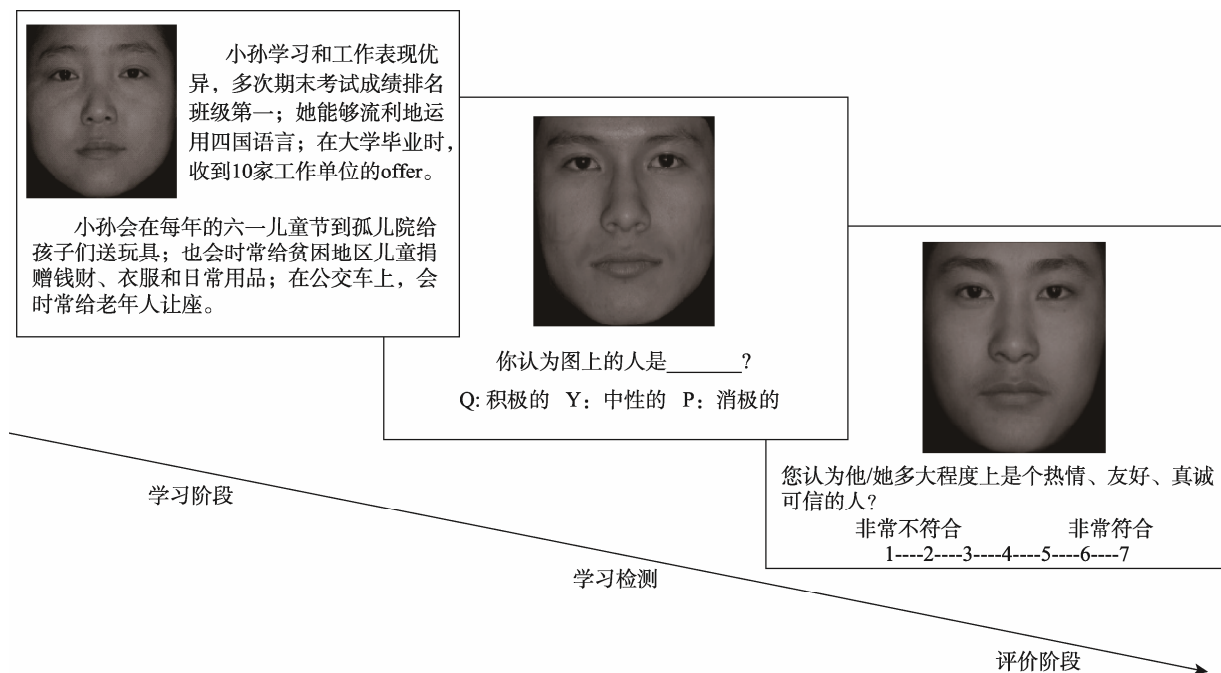 小孙学习和工作表现优
异，多次期末考试成绩排名
班级第一；她能够流利地运
用四国语言；在大学毕业时，
收到10家工作单位的offer。
小孙会在每年的六一儿童节到孤儿院给
孩子们送玩具；也会时常给贫困地区儿童捐
赠钱财、衣服和日常用品；在公交车上，会
时常给老年人让座。
你认为图上的人是_______?
Q: 积极的 Y：中性的 P：消极的
您认为他/她多大程度上是个热情、友好、真诚
可信的人?
非常不符合 非常符合
1----2----3----4----5----6----7
学习阶段
学习检测
评价阶段